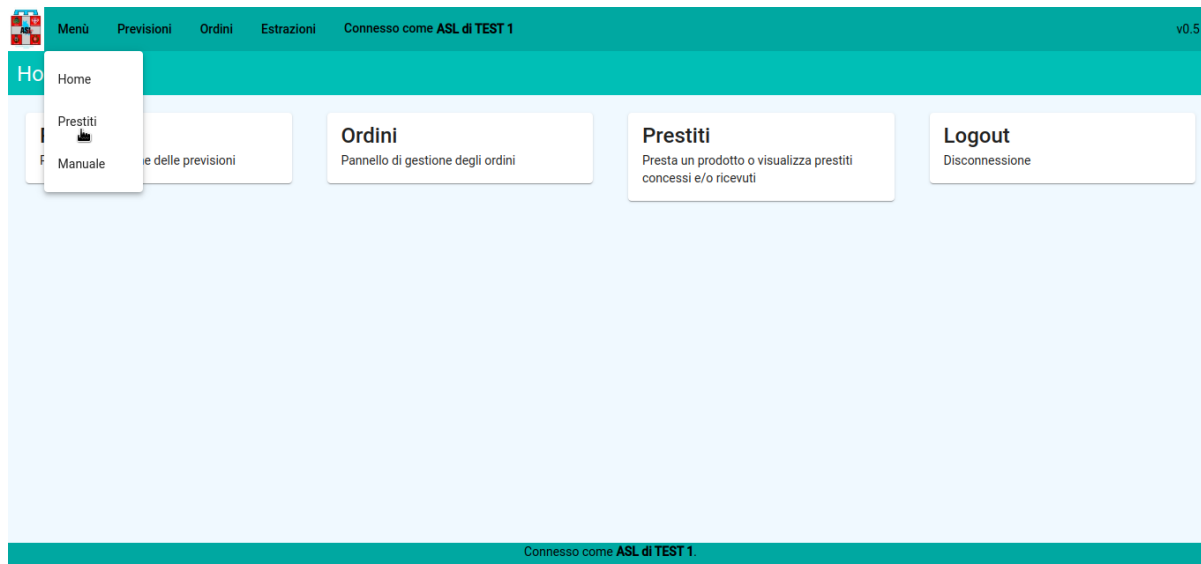 ASL
Menù Previsioni Ordini Estrazioni Connesso come ASL di TEST 1 v0.5
Ho
Home
Prestiti
Manuale
e delle previsioni
Ordini
Pannello di gestione degli ordini
Prestiti
Presta un prodotto o visualizza prestiti
concessi e/o ricevuti
Logout
Disconnessione
Connesso come ASL di TEST 1.